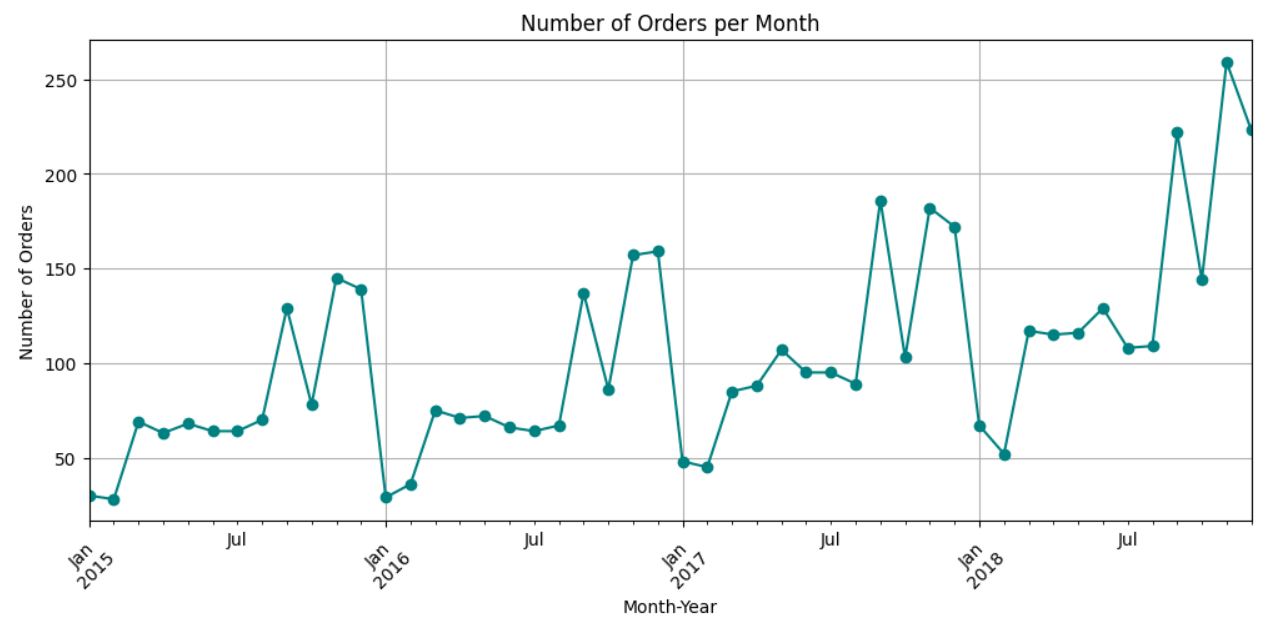 Number of Orders per Month
Number of Orders
250
200
150
100
50
Jan
2015
Jul
Jan
2016
Jul
Jan
2017
Jul
Jan
2018
Jul
Month-Year